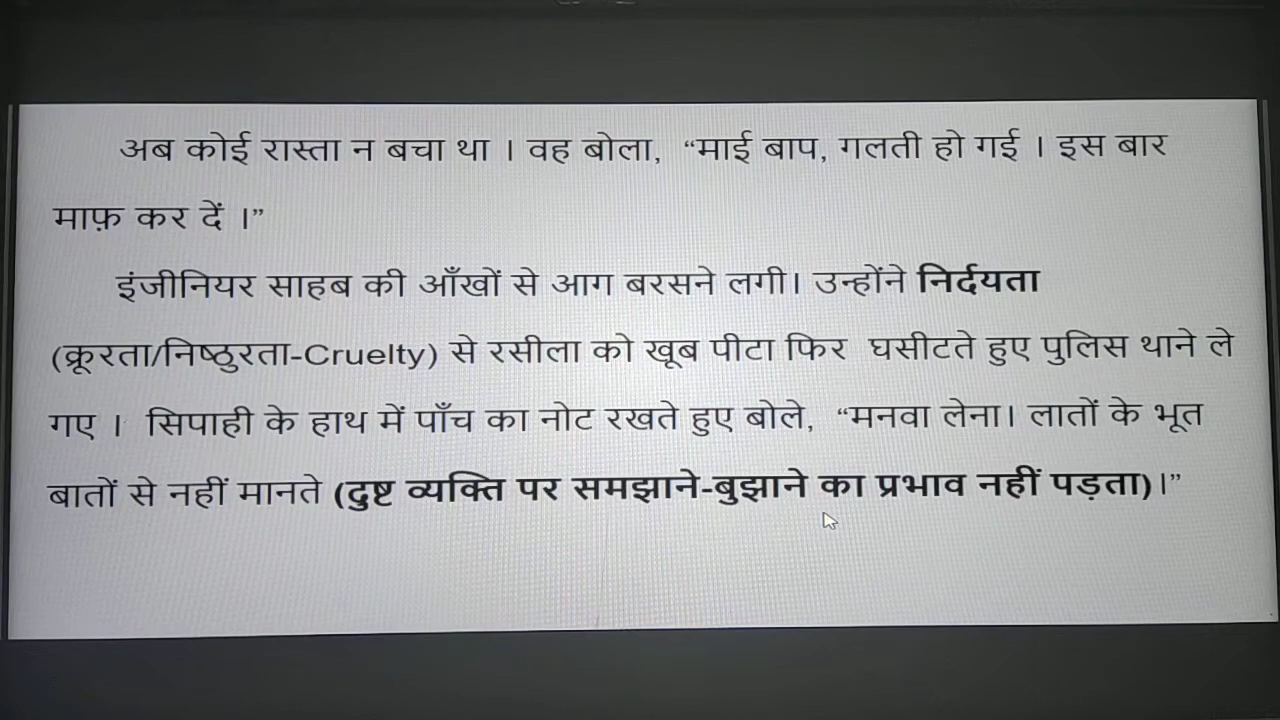 अब कोई रास्ता न बचा था । वह बोला, “माई बाप, गलती हो गई । इस बार
माफ़ कर दें ।”
इंजीनियर साहब की आँखों से आग बरसने लगी। उन्होंने निर्दयता
(क्रूरता/निष्ठुरता-Cruelty) से रसीला को खूब पीटा फिर घसीटते हुए पुलिस थाने ले
गए । सिपाही के हाथ में पाँच का नोट रखते हुए बोले, “मनवा लेना। लातों के भूत
बातों से नहीं मानते (दुष्ट व्यक्ति पर समझाने-बुझाने का प्रभाव नहीं पड़ता)।”